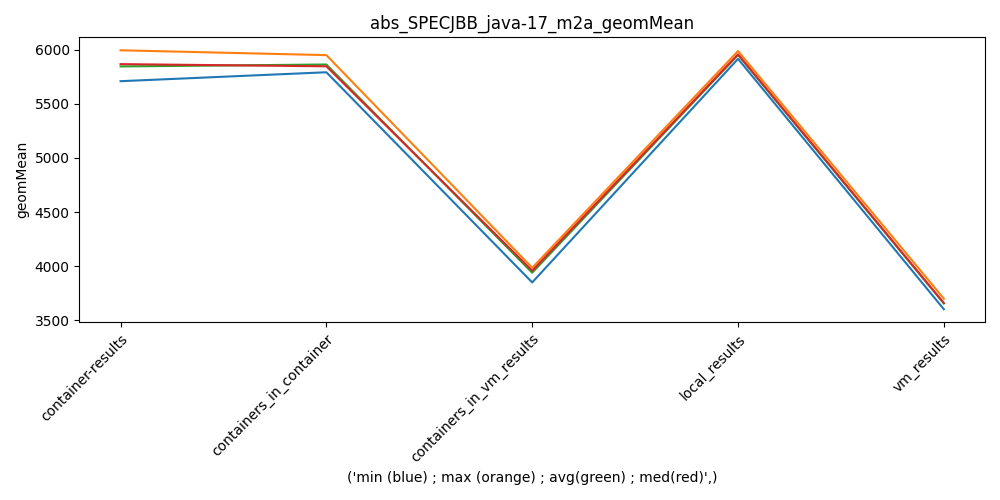 abs_SPECJBB_java-17_m2a_geomMean
geomMean
6000
5500
5000
4500
4000
3500
container-results
containers_in_container
containers_in_vm_results
local_results
vm_results
('min (blue) ; max (orange) ; avg(green) ; med(red)',)